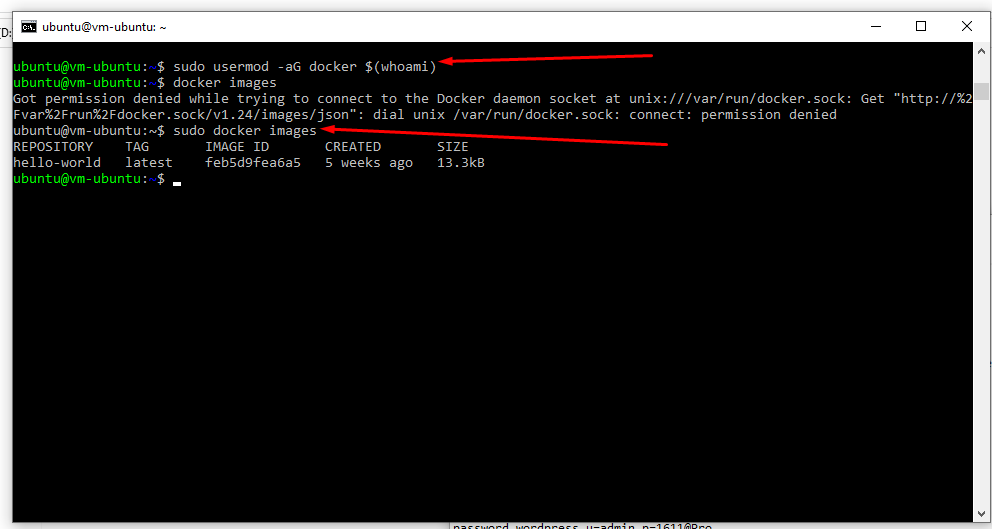 D:
ubuntu@vm-ubuntu: ~
ubuntu@vm-ubuntu:~$ sudo usermod -aG docker $(whoami)
ubuntu@vm-ubuntu:~$ docker images
Got permission denied while trying to connect to the Docker daemon socket at unix:///var/run/docker.sock: Get "http://%2
Fvar%2Frun%2Fdocker.sock/v1.24/images/json": dial unix /var/run/docker.sock: connect: permission denied
ubuntu@vm-ubuntu:~$ sudo docker images
REPOSITORY TAG IMAGE ID CREATED SIZE
hello-world latest feb5d9fea6a5 5 weeks ago 13.3kB
ubuntu@vm-ubuntu:~$
password wordpress u=admin p=1611@Pro